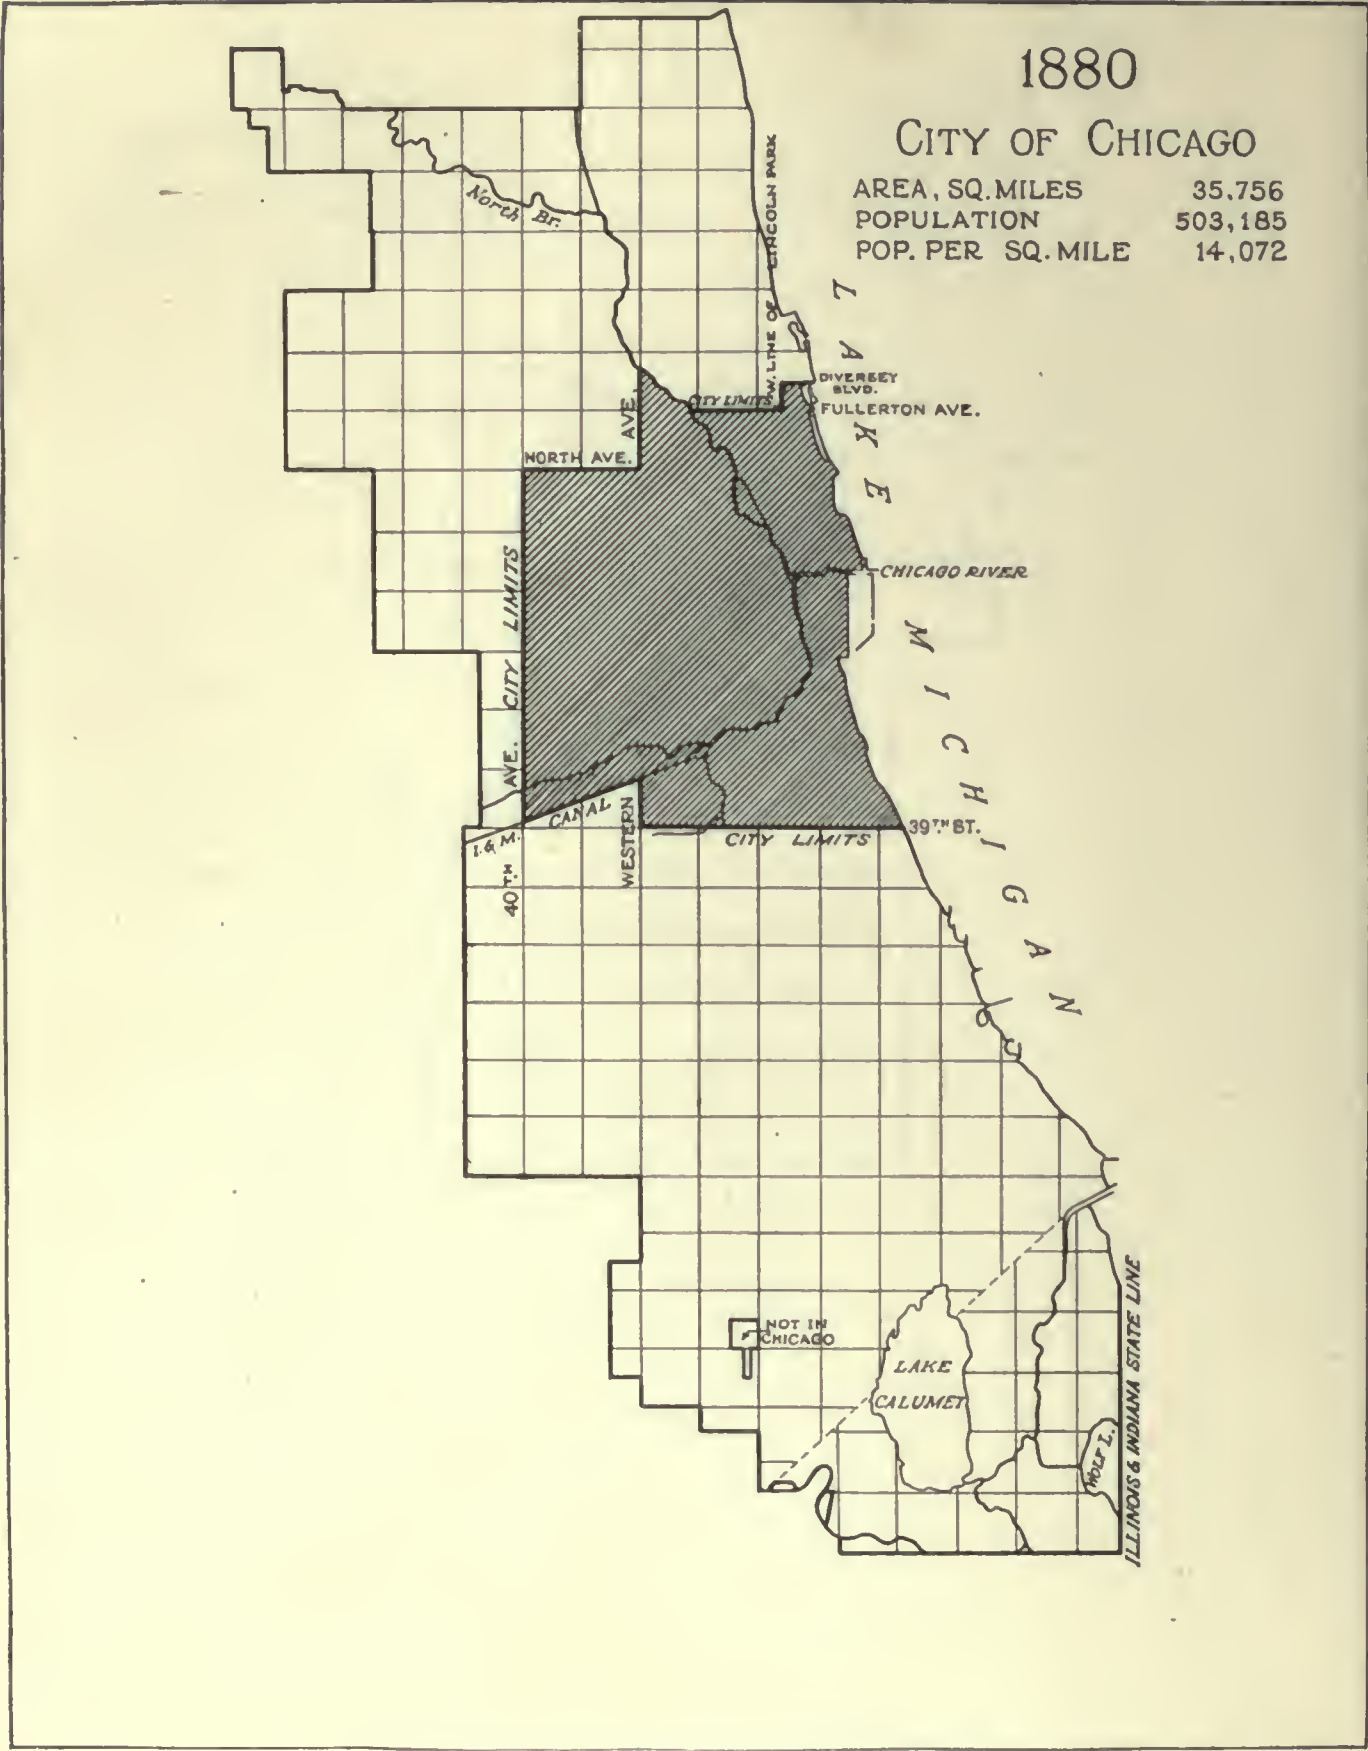 1880
CITY OF CHICAGO
AREA, SQ. MILES 35.756
POPULATION 503,185
POP. PER SQ. MILE 14,072
North Br.
W. LINE OF LINCOLN PARK
LAKE MICHIGAN
DIVERSEY
BLVD.
CITY LIMITS
FULLERTON AVE.
AVE.
NORTH AVE.
CITY LIMITS
CHICAGO RIVER
AVE.
CANAL
I. & M.
WESTERN
CITY LIMITS
39TH ST.
40TH
NOT IN
CHICAGO
LAKE
CALUMET
WOLF L.
ILLINOIS & INDIANA STATE LINE